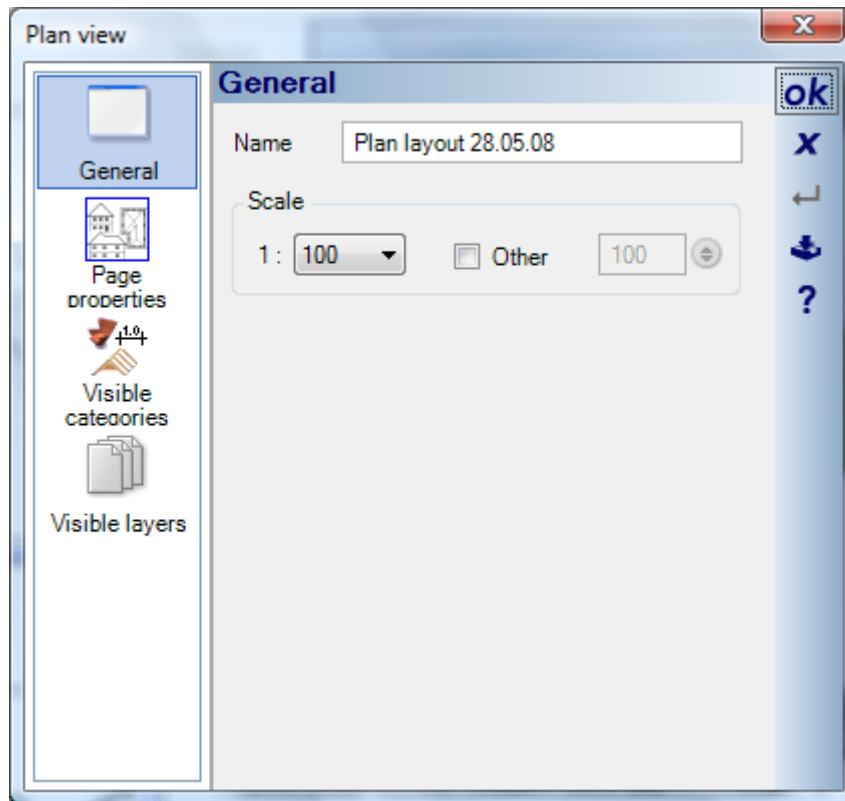 Plan view
General
Page
properties
1.0
Visible
categories
Visible layers
General
Name Plan layout 28.05.08
Scale
1 : 100 Other 100
ok
x
?